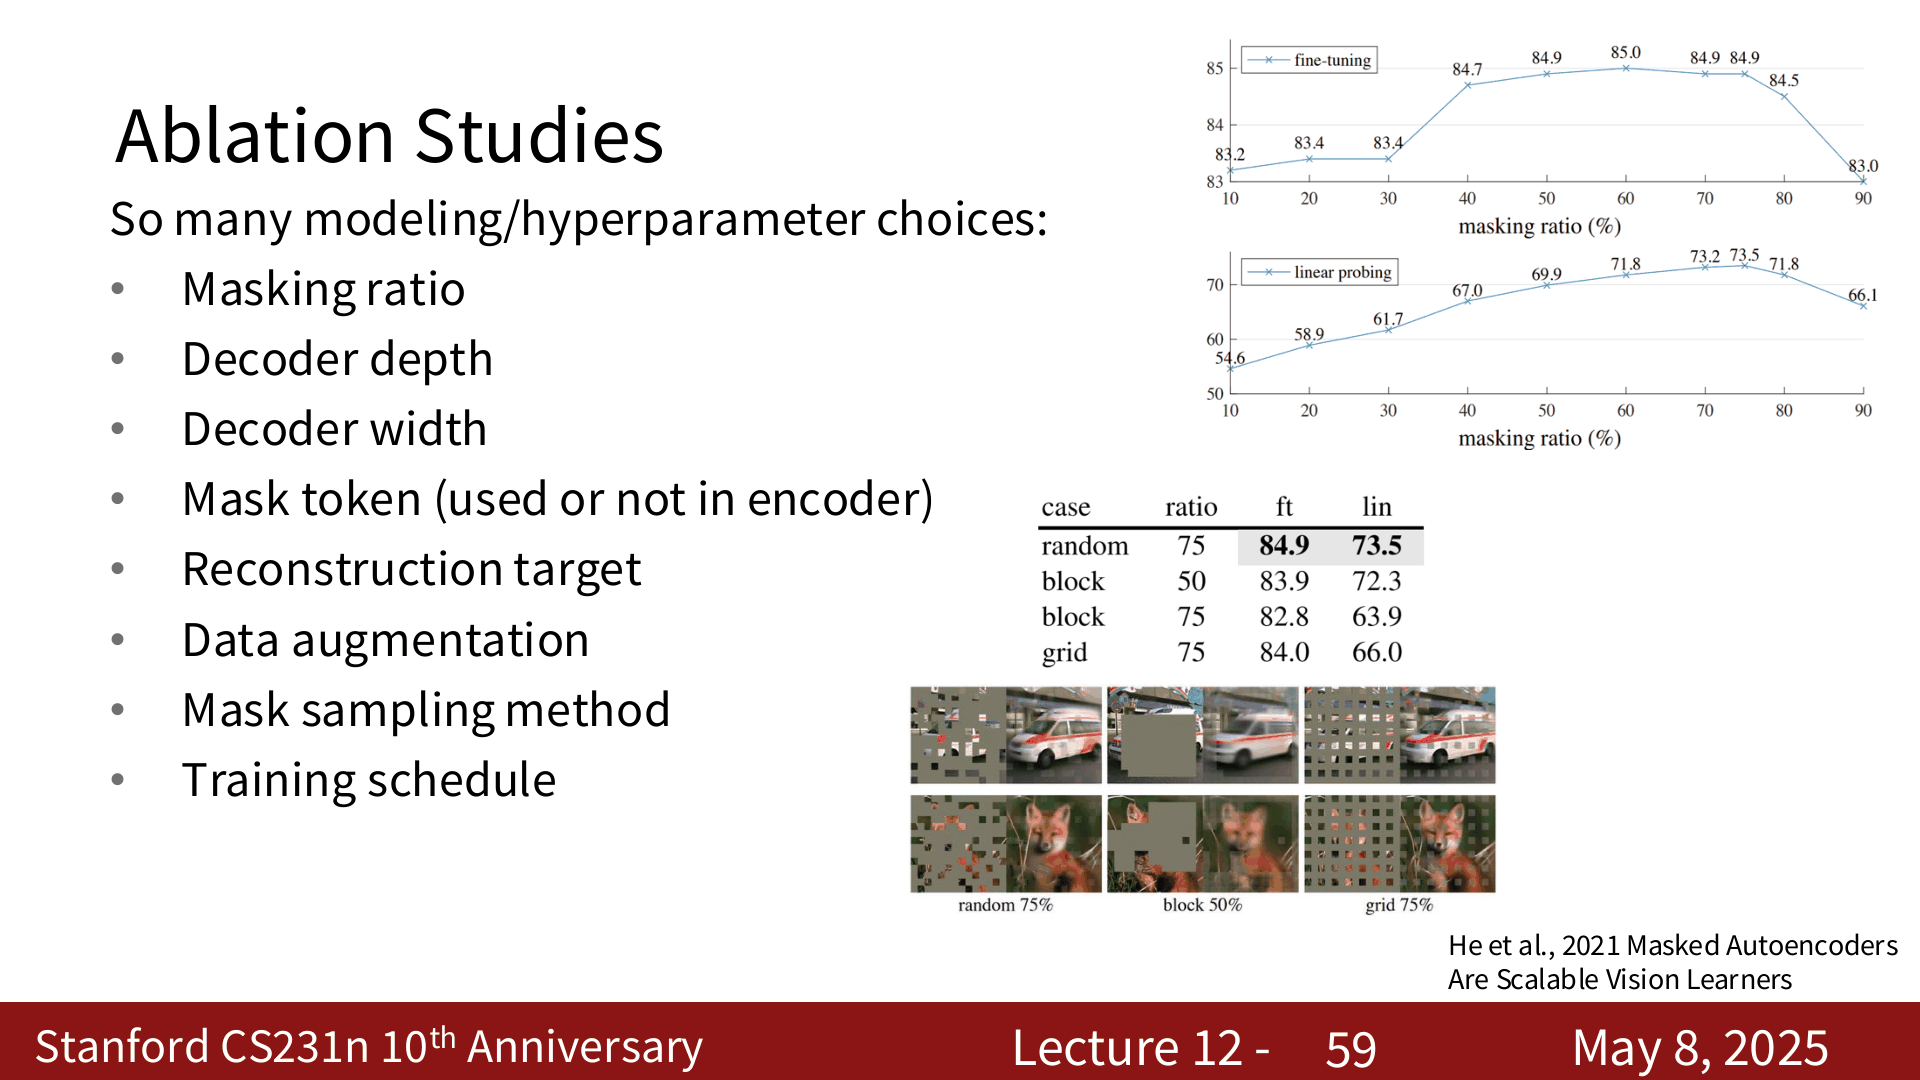 Ablation Studies
So many modeling/hyperparameter choices:
• Masking ratio
• Decoder depth
• Decoder width
• Mask token (used or not in encoder)
• Reconstruction target
• Data augmentation
• Mask sampling method
• Training schedule
fine-tuning
85
84
83
83.2 83.4 83.4 84.7 84.9 85.0 84.9 84.9 84.5 83.0
10 20 30 40 50 60 70 80 90
masking ratio (%)
linear probing
70
60
50
54.6 58.9 61.7 67.0 69.9 71.8 73.2 73.5 71.8 66.1
10 20 30 40 50 60 70 80 90
masking ratio (%)
case ratio ft lin
random 75 84.9 73.5
block 50 83.9 72.3
block 75 82.8 63.9
grid 75 84.0 66.0
random 75% block 50% grid 75%
He et al., 2021 Masked Autoencoders
Are Scalable Vision Learners
Stanford CS231n 10th Anniversary Lecture 12 - 59 May 8, 2025